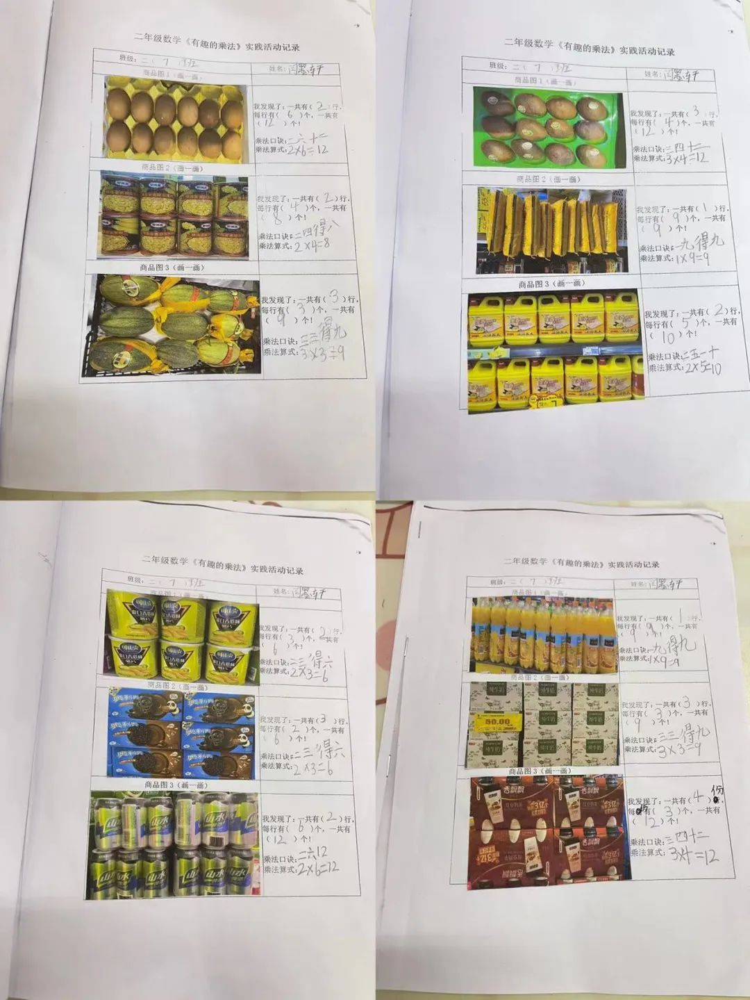 二年级数学《有趣的乘法》实践活动记录
班级：二（ 7 ）班
姓名：闫墨轩
商品图1（画一画）
我发现了：一共有（ 2 ）行，
每行有（ 6 ）个，一共有
（ 12 ）个！
乘法口诀：二六十二
乘法算式：2×6=12
商品图2（画一画）
我发现了：一共有（ 2 ）行，
每行有（ 4 ）个，一共有
（ 8 ）个！
乘法口诀：二四得八
乘法算式：2×4=8
商品图3（画一画）
我发现了：一共有（ 3 ）行，
每行有（ 3 ）个，一共有
（ 9 ）个！
乘法口诀：三三得九
乘法算式：3×3=9
二年级数学《有趣的乘法》实践活动记录
班级：二（ 7 ）班
姓名：闫墨轩
商品图1（画一画）
我发现了：一共有（ 3 ）行，
每行有（ 4 ）个，一共有
（ 12 ）个！
乘法口诀：三四十二
乘法算式：3×4=12
商品图2（画一画）
我发现了：一共有（ 1 ）行，
每行有（ 9 ）个，一共有
（ 9 ）个！
乘法口诀：一九得九
乘法算式：1×9=9
商品图3（画一画）
我发现了：一共有（ 2 ）行，
每行有（ 5 ）个，一共有
（ 10 ）个！
乘法口诀：二五一十
乘法算式：2×5=10
二年级数学《有趣的乘法》实践活动记录
班级：二（ 7 ）班
姓名：闫墨轩
商品图1（画一画）
我发现了：一共有（ 2 ）行，
每行有（ 3 ）个，一共有
（ 6 ）个！
乘法口诀：二三得六
乘法算式：2×3=6
商品图2（画一画）
我发现了：一共有（ 3 ）行，
每行有（ 2 ）个，一共有
（ 6 ）个！
乘法口诀：二三得六
乘法算式：2×3=6
商品图3（画一画）
山水
我发现了：一共有（ 2 ）行，
每行有（ 6 ）个，一共有
（ 12 ）个！
乘法口诀：二六12
乘法算式：2×6=12
二年级数学《有趣的乘法》实践活动记录
班级：二（ 7 ）班
姓名：闫墨轩
商品图1（画一画）
我发现了：一共有（ 1 ）行，
每行有（ 9 ）个，一共有
（ 9 ）个！
乘法口诀：一九得九
乘法算式：1×9=9
商品图2（画一画）
纯牛奶
50.00
我发现了：一共有（ 3 ）行，
每行有（ 3 ）个，一共有
（ 9 ）个！
乘法口诀：三三得九
乘法算式：3×3=9
商品图3（画一画）
香飘飘
我发现了：一共有（ 4 ）份，
每份有（ 3 ）个，一共有
（ 12 ）个！
乘法口诀：三四十二
乘法算式：3×4=12